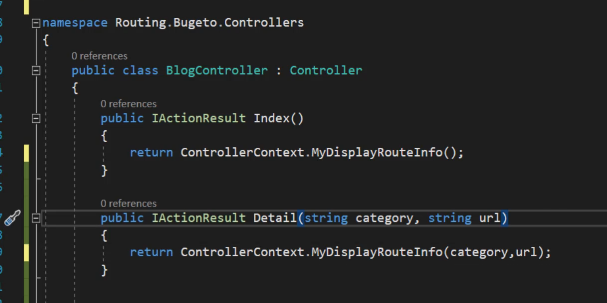 namespace Routing.Bugeto.Controllers
{
0 references
public class BlogController : Controller
{
0 references
public IActionResult Index()
{
return ControllerContext.MyDisplayRouteInfo();
}
0 references
public IActionResult Detail(string category, string url)
{
return ControllerContext.MyDisplayRouteInfo(category,url);
}